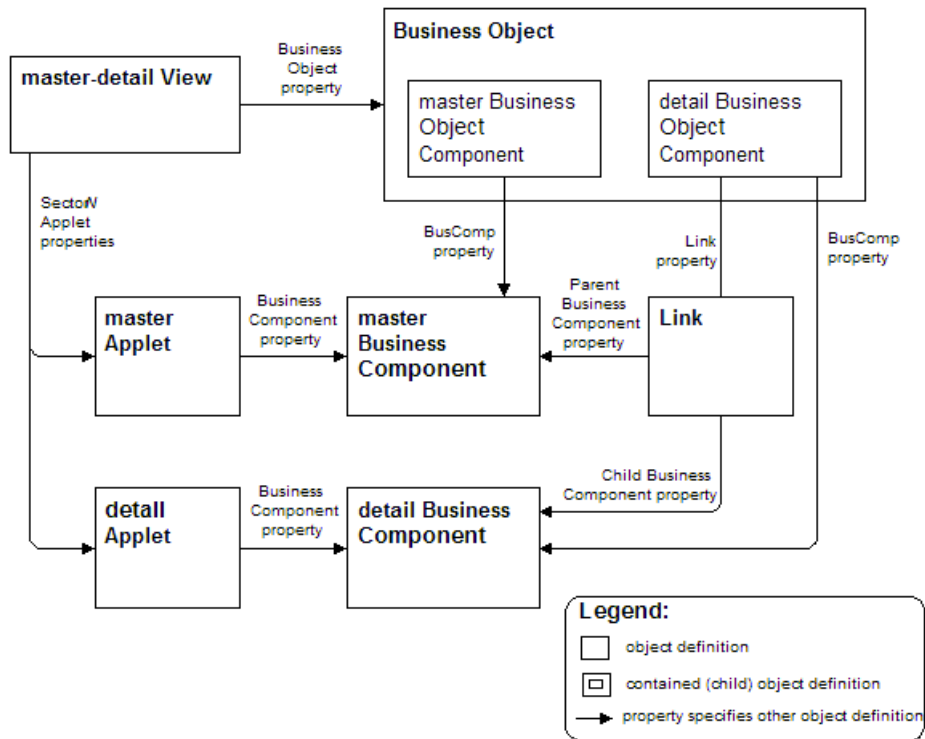 Business Object
Business
Object
property
master-detail View
master Business
Object
Component
detail Business
Object
Component
SectorN
Applet
properties
BusComp
property
Link
property
BusComp
property
master
Applet
Business
Component
property
master
Business
Component
Parent
Business
Component
property
Link
Child Business
Component property
detail
Applet
Business
Component
property
detail Business
Component
Legend:
object definition
contained (child) object definition
property specifies other object definition